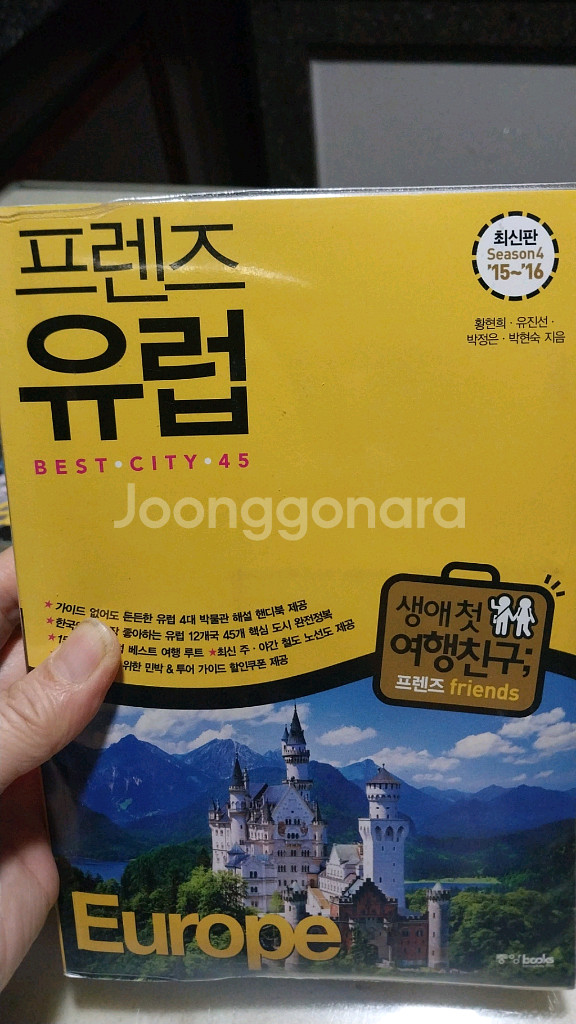 프렌즈
유럽
BEST·CITY·45
최신판
Season4
'15~'16
황현희·유진선·
박정은·박현숙 지음
Joonggonara
★가이드 없어도 든든한 유럽 4대 박물관 해설 핸디북 제공
★한국 좋아하는 유럽 12개국 45개 핵심 도시 완전정복
★15 베스트 여행 루트 ★최신 주·야간 철도 노선도 제공
위한 민박 & 투어 가이드 할인쿠폰 제공
생애 첫
여행친구;
프렌즈 friends
Europe
중앙books